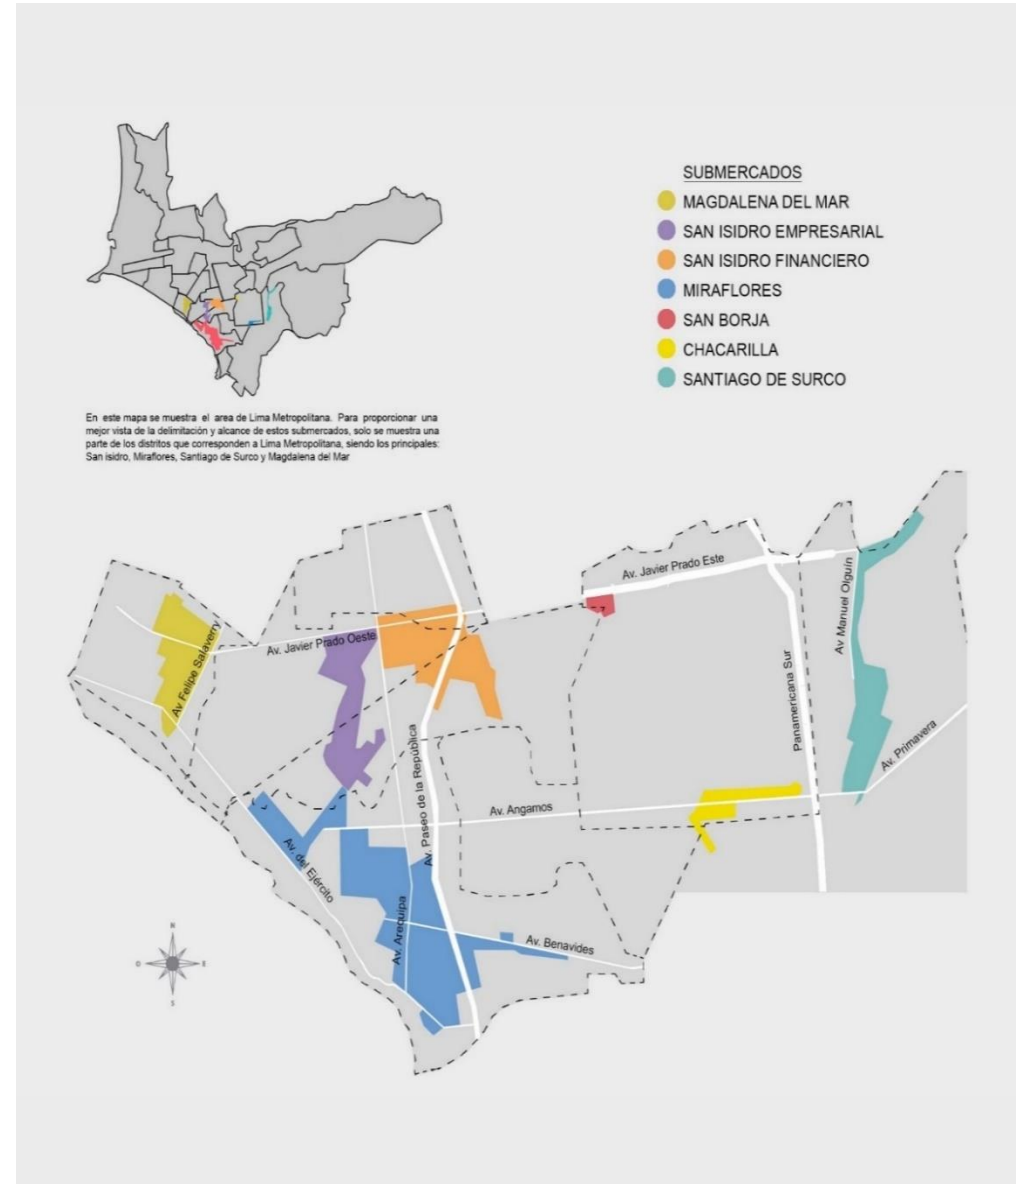 SUBMERCADOS
MAGDALENA DEL MAR
SAN ISIDRO EMPRESARIAL
SAN ISIDRO FINANCIERO
MIRAFLORES
SAN BORJA
CHACARILLA
SANTIAGO DE SURCO
En este mapa se muestra el area de Lima Metropolitana. Para proporcionar una
mejor vista de la delimitación y alcance de estos submercados, solo se muestra una
parte de los distritos que corresponden a Lima Metropolitana, siendo los principales:
San isidro, Miraflores, Santiago de Surco y Magdalena del Mar
Av. Javier Prado Este
Av Manuel Olguín
Av. Javier Prado Oeste
Av Felipe Salaverry
Panamericana Sur
Av. Primavera
Av. Paseo de la República
Av. Angamos
Av. del Ejército
Av. Arequipa
Av. Benavides
N
O
E
S